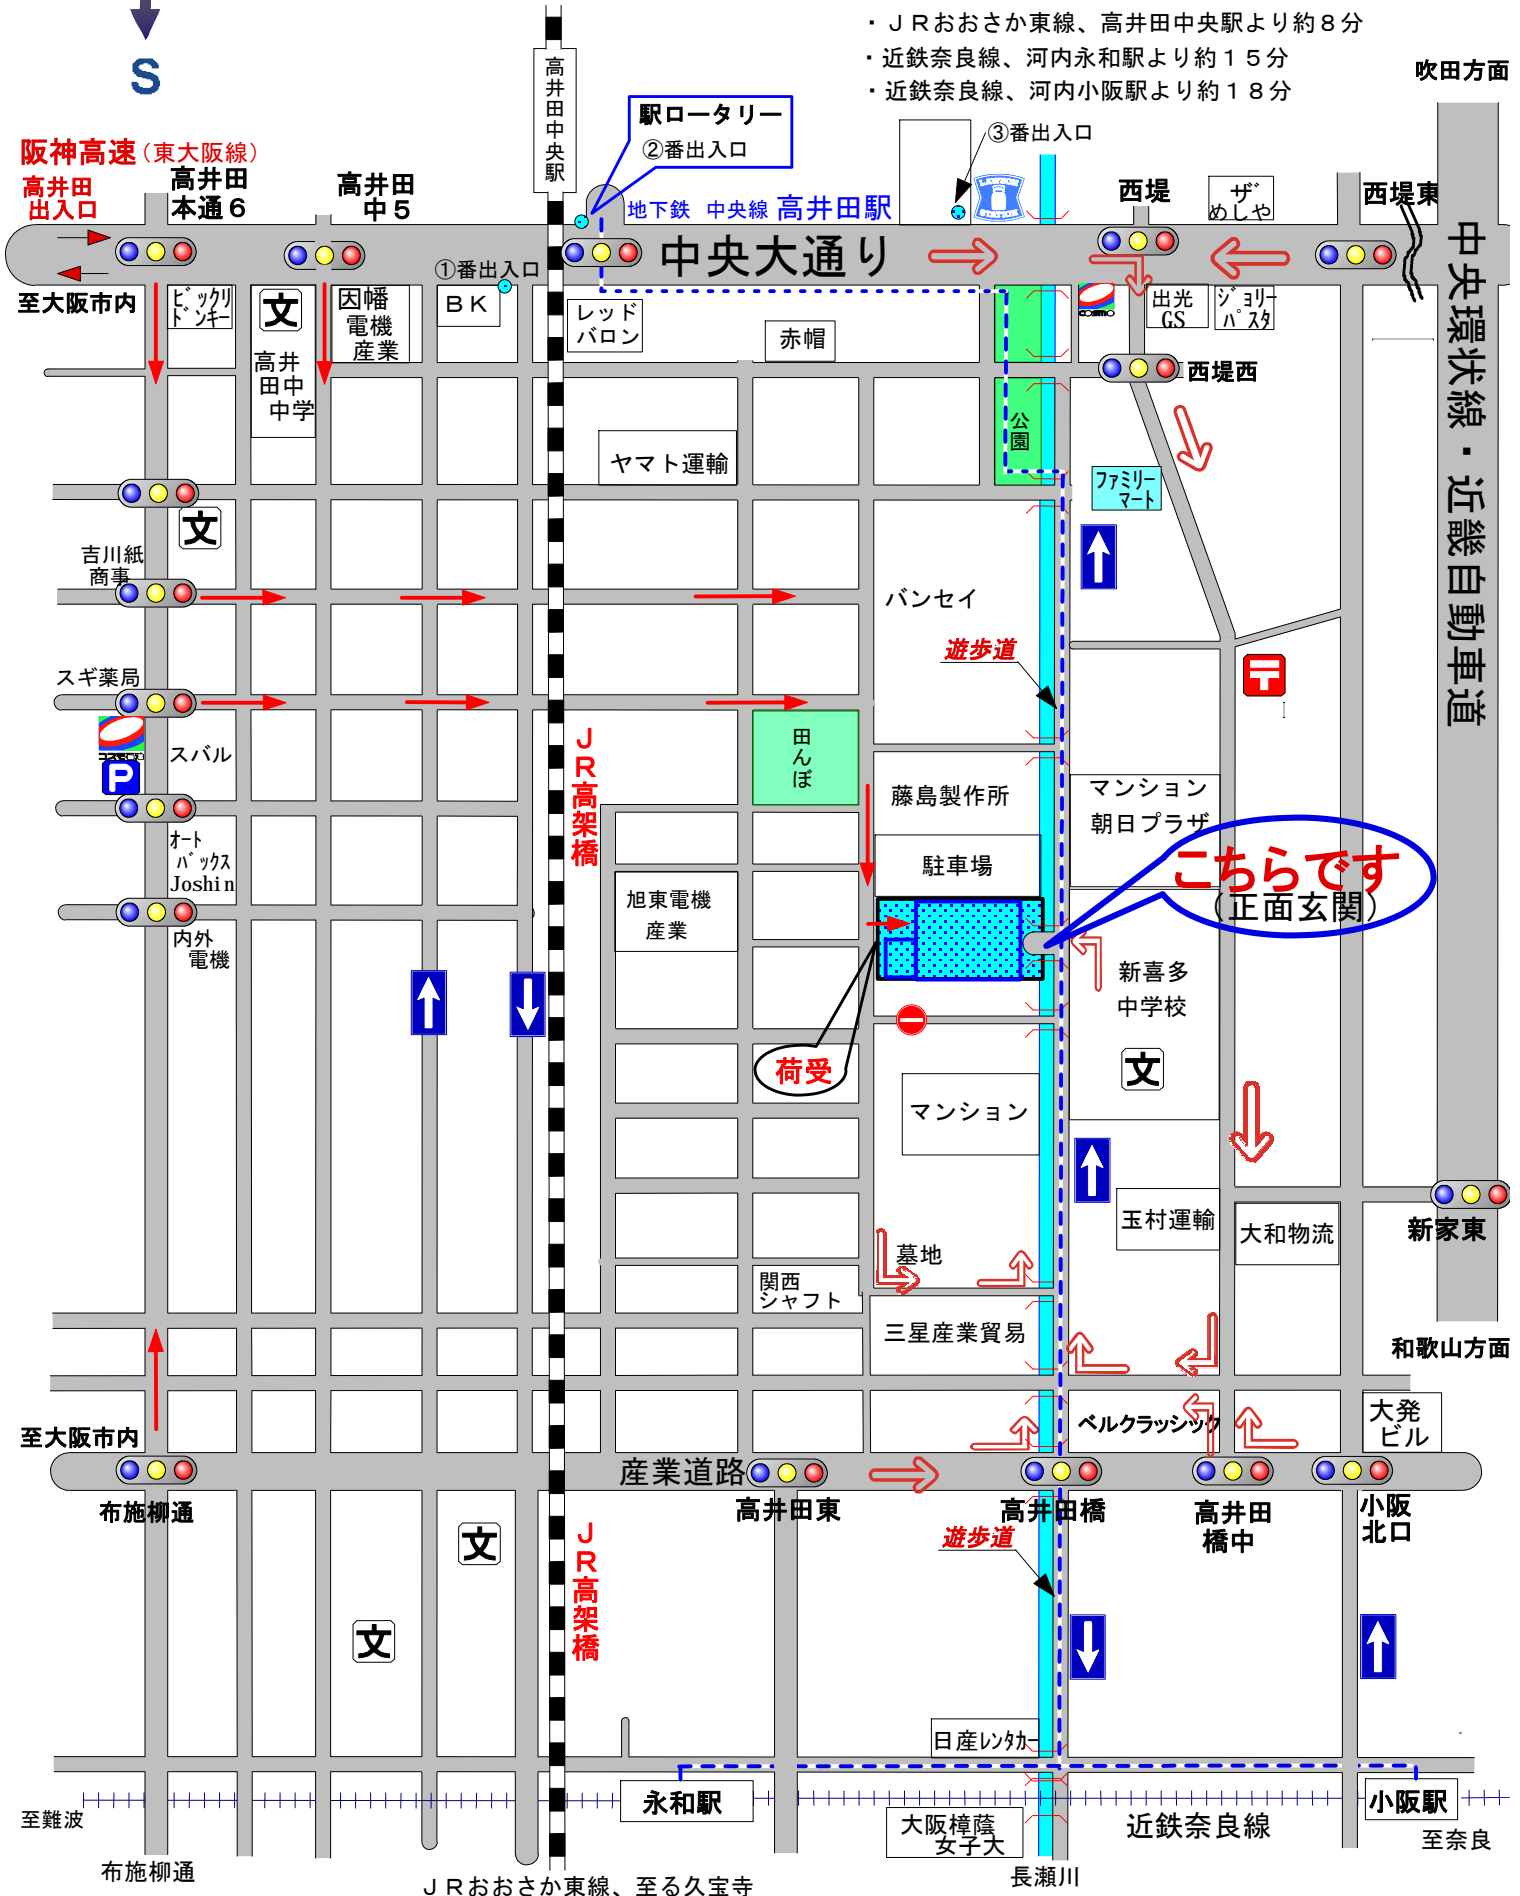 S
・ＪＲおおさか東線、高井田中央駅より約８分
・近鉄奈良線、河内永和駅より約１５分
・近鉄奈良線、河内小阪駅より約１８分
吹田方面
高井田中央駅
駅ロータリー
②番出入口
③番出入口
阪神高速（東大阪線）
高井田
出入口
高井田
本通６
高井田
中５
地下鉄 中央線 高井田駅
LAWSON
西堤
ザ
めしや
西堤東
中央大通り
①番出入口
至大阪市内
ビックリ
ドンキー
文
因幡
電機
産業
ＢＫ
レッド
バロン
赤帽
COSMO
出光
GS
ジョリー
パスタ
中央環状線・近畿自動車道
高井
田中
中学
西堤西
公園
ヤマト運輸
ファミリー
マート
文
吉川紙
商事
バンセイ
遊歩道
スギ薬局
〒
コスモ
P
スバル
ＪＲ高架橋
田んぼ
藤島製作所
マンション
朝日プラザ
オート
バックス
Joshin
駐車場
こちらです
（正面玄関）
旭東電機
産業
内外
電機
新喜多
中学校
文
荷受
マンション
玉村運輸
大和物流
新家東
墓地
関西
シャフト
三星産業貿易
和歌山方面
ベルクラッシック
大発
ビル
至大阪市内
産業道路
布施柳通
高井田東
高井田橋
高井田
橋中
小阪
北口
文
ＪＲ高架橋
遊歩道
文
日産レンタカー
永和駅
小阪駅
至難波
大阪樟蔭
女子大
近鉄奈良線
至奈良
布施柳通
長瀬川
ＪＲおおさか東線、至る久宝寺